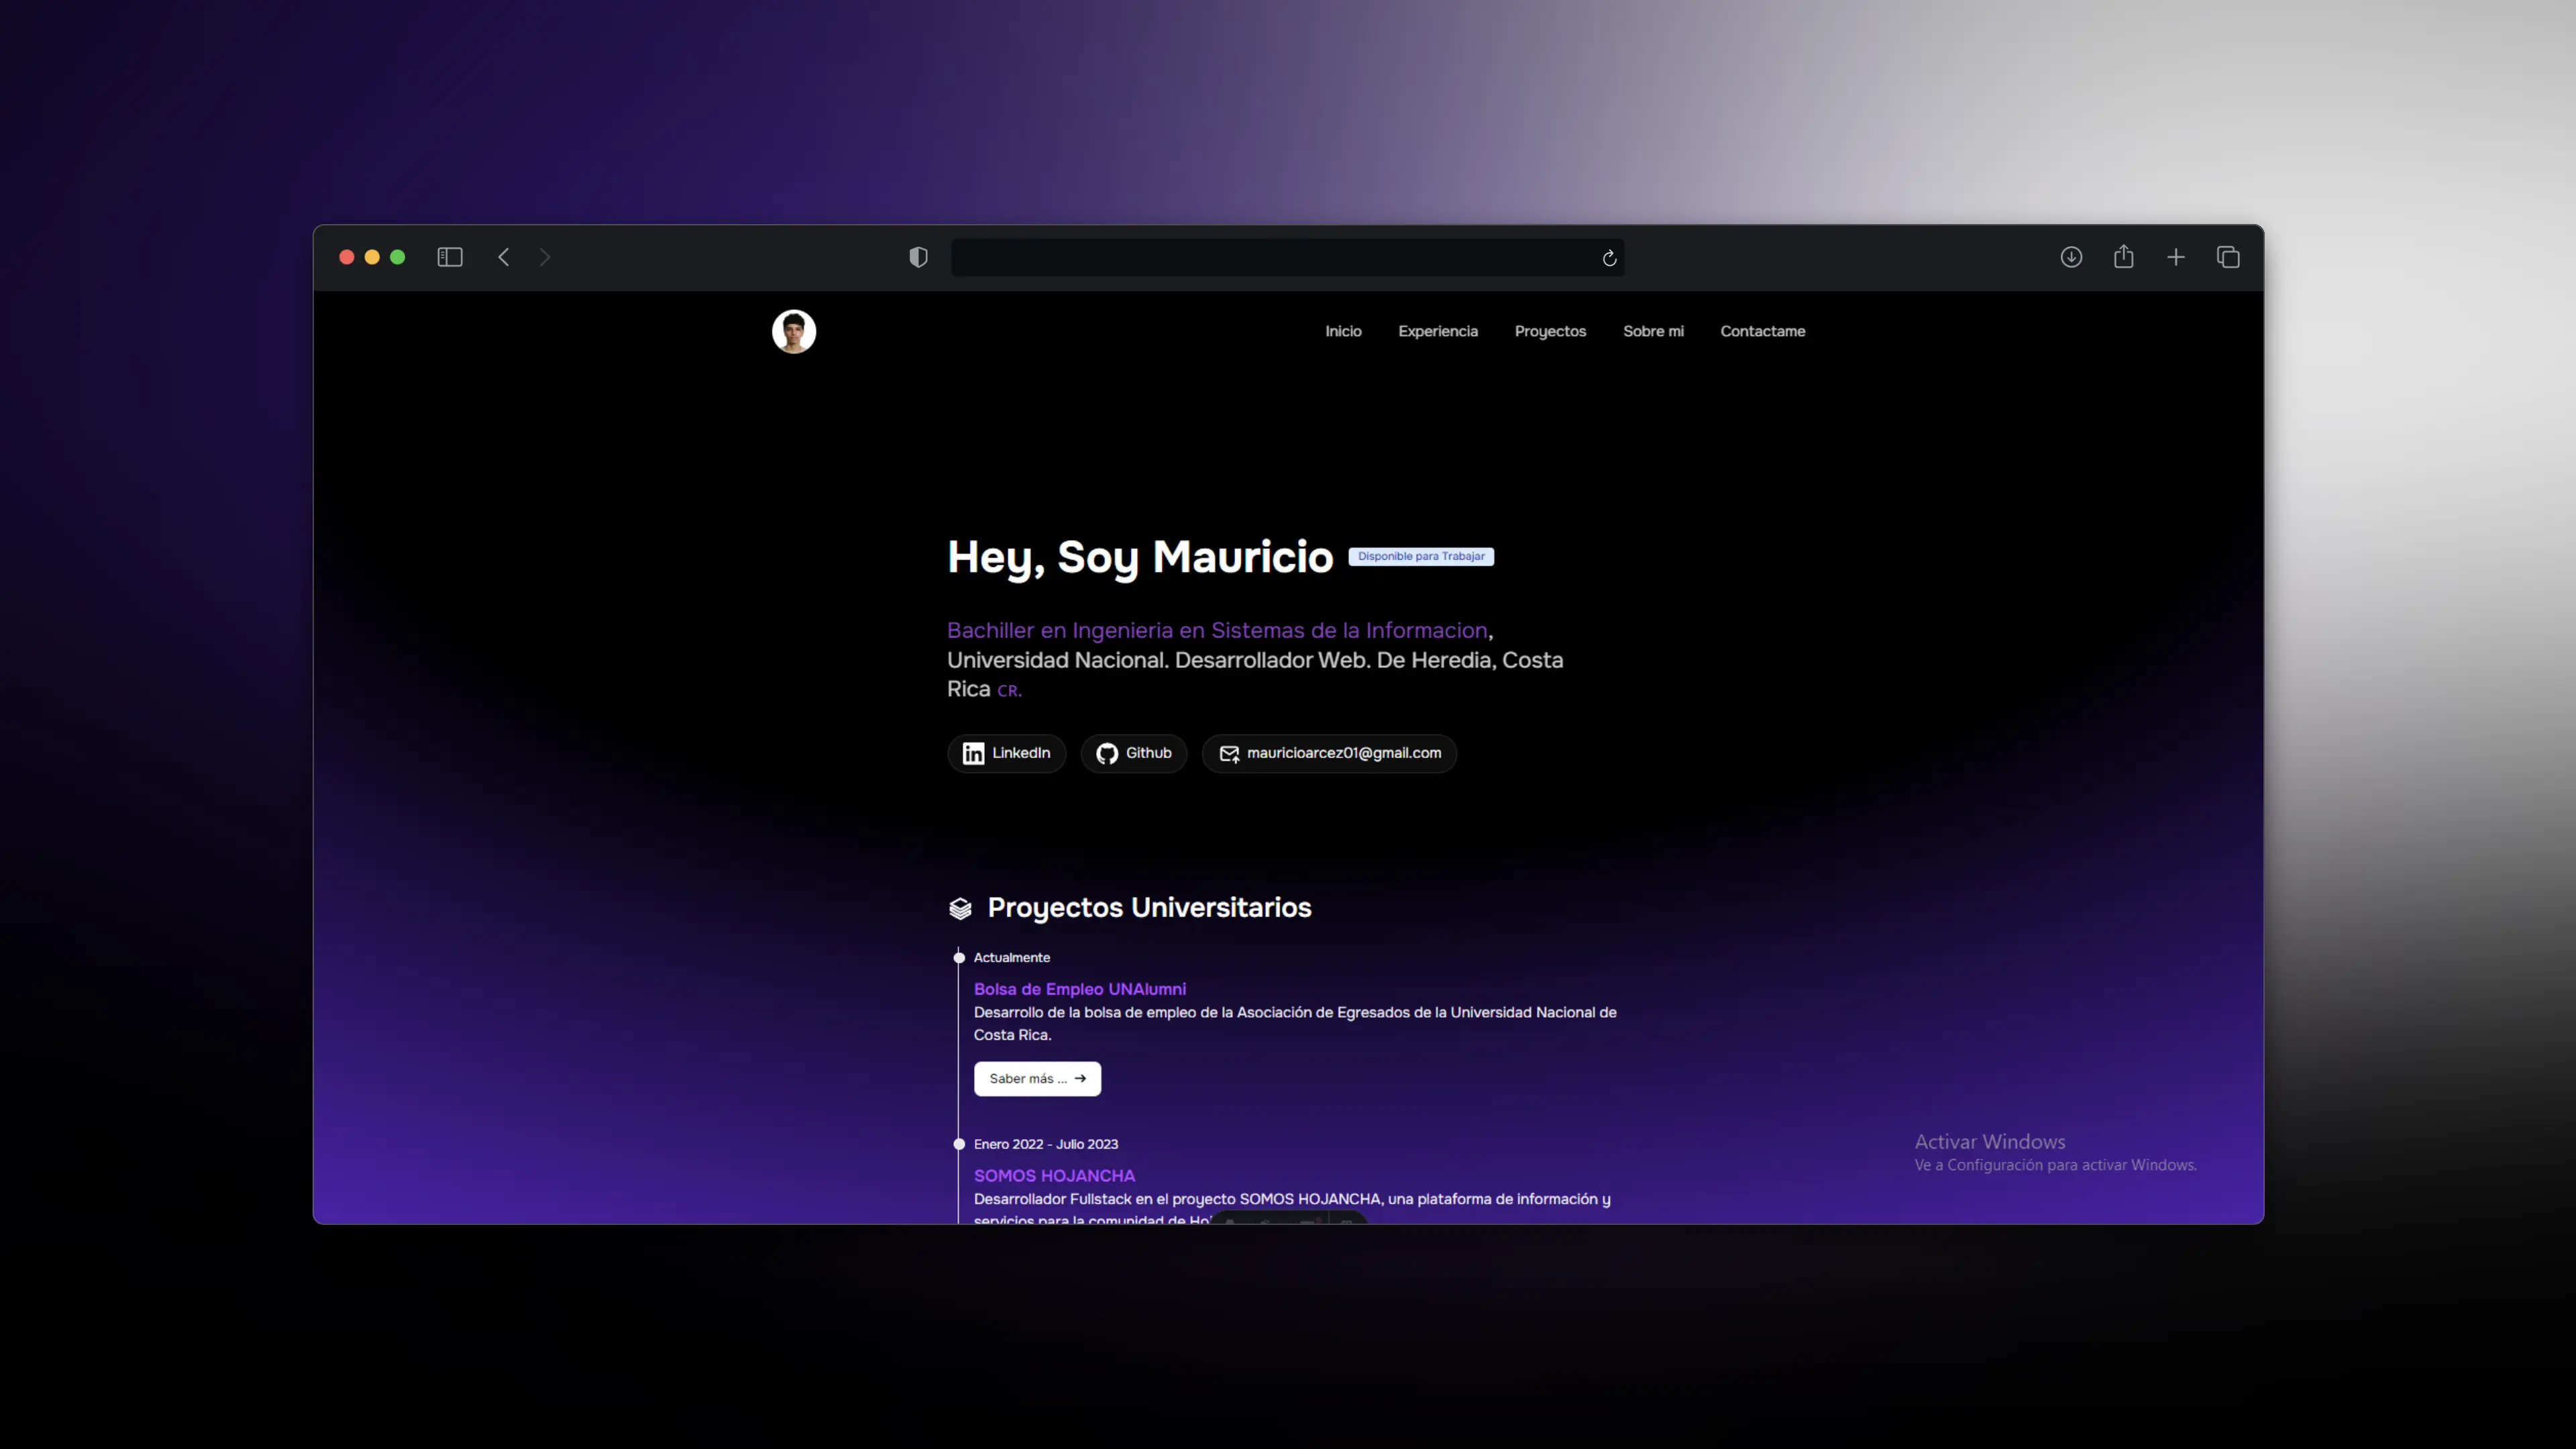 Inicio Experiencia Proyectos Sobre mi Contactame
Hey, Soy Mauricio Disponible para Trabajar
Bachiller en Ingenieria en Sistemas de la Informacion,
Universidad Nacional. Desarrollador Web. De Heredia, Costa
Rica CR.
LinkedIn Github mauricioarcez01@gmail.com
Proyectos Universitarios
Actualmente
Bolsa de Empleo UNAlumni
Desarrollo de la bolsa de empleo de la Asociación de Egresados de la Universidad Nacional de
Costa Rica.
Saber más ...
Enero 2022 - Julio 2023
SOMOS HOJANCHA
Desarrollador Fullstack en el proyecto SOMOS HOJANCHA, una plataforma de información y
servicios para la comunidad de
Activar Windows
Ve a Configuración para activar Windows.